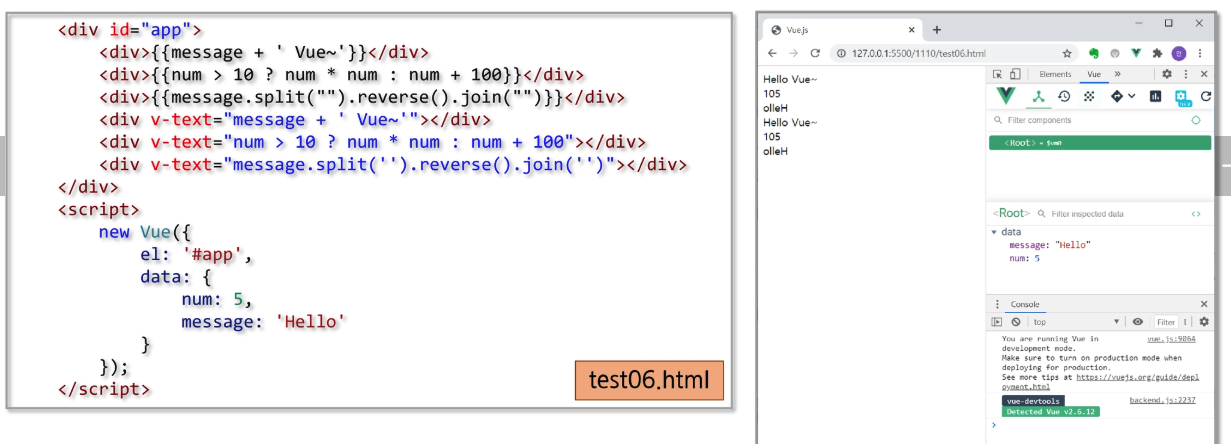 <div id="app">
<div>{{message + ' Vue~'}}</div>
<div>{{num > 10 ? num * num : num + 100}}</div>
<div>{{message.split("").reverse().join("")}}</div>
<div v-text="message + ' Vue~'"></div>
<div v-text="num > 10 ? num * num : num + 100"></div>
<div v-text="message.split('').reverse().join('')"></div>
</div>
<script>
new Vue({
el: '#app',
data: {
num: 5,
message: 'Hello'
}
});
</script>
test06.html
Vue.js
127.0.0.1:5500/1110/test06.html
Hello Vue~
105
olleH
Hello Vue~
105
olleH
Elements Vue »
Filter components
<Root> = $vm0
<Root> Filter inspected data
data
message: "Hello"
num: 5
Console
top Filter
You are running Vue in vue.js:9064
development mode.
Make sure to turn on production mode when
deploying for production.
See more tips at https://vuejs.org/guide/depl
oyment.html
vue-devtools backend.js:2237
Detected Vue v2.6.12